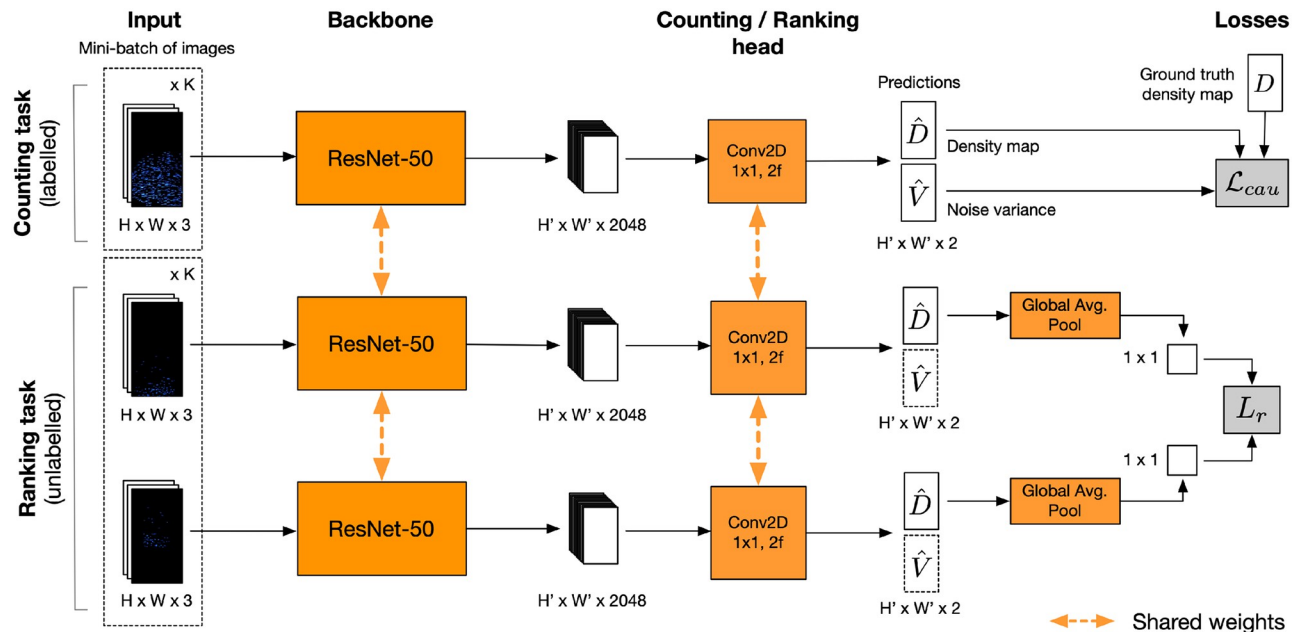 Input
Backbone
Counting / Ranking
head
Losses
Mini-batch of images
Counting task
(labelled)
x K
H x W x 3
ResNet-50
H' x W' x 2048
Conv2D
1x1, 2f
Predictions
D̂
Density map
V̂
Noise variance
H' x W' x 2
Ground truth
density map
D
ℒcau
Ranking task
(unlabelled)
x K
H x W x 3
ResNet-50
H' x W' x 2048
Conv2D
1x1, 2f
D̂
V̂
H' x W' x 2
Global Avg.
Pool
1 x 1
Lr
H x W x 3
ResNet-50
H' x W' x 2048
Conv2D
1x1, 2f
D̂
V̂
H' x W' x 2
Global Avg.
Pool
1 x 1
Shared weights